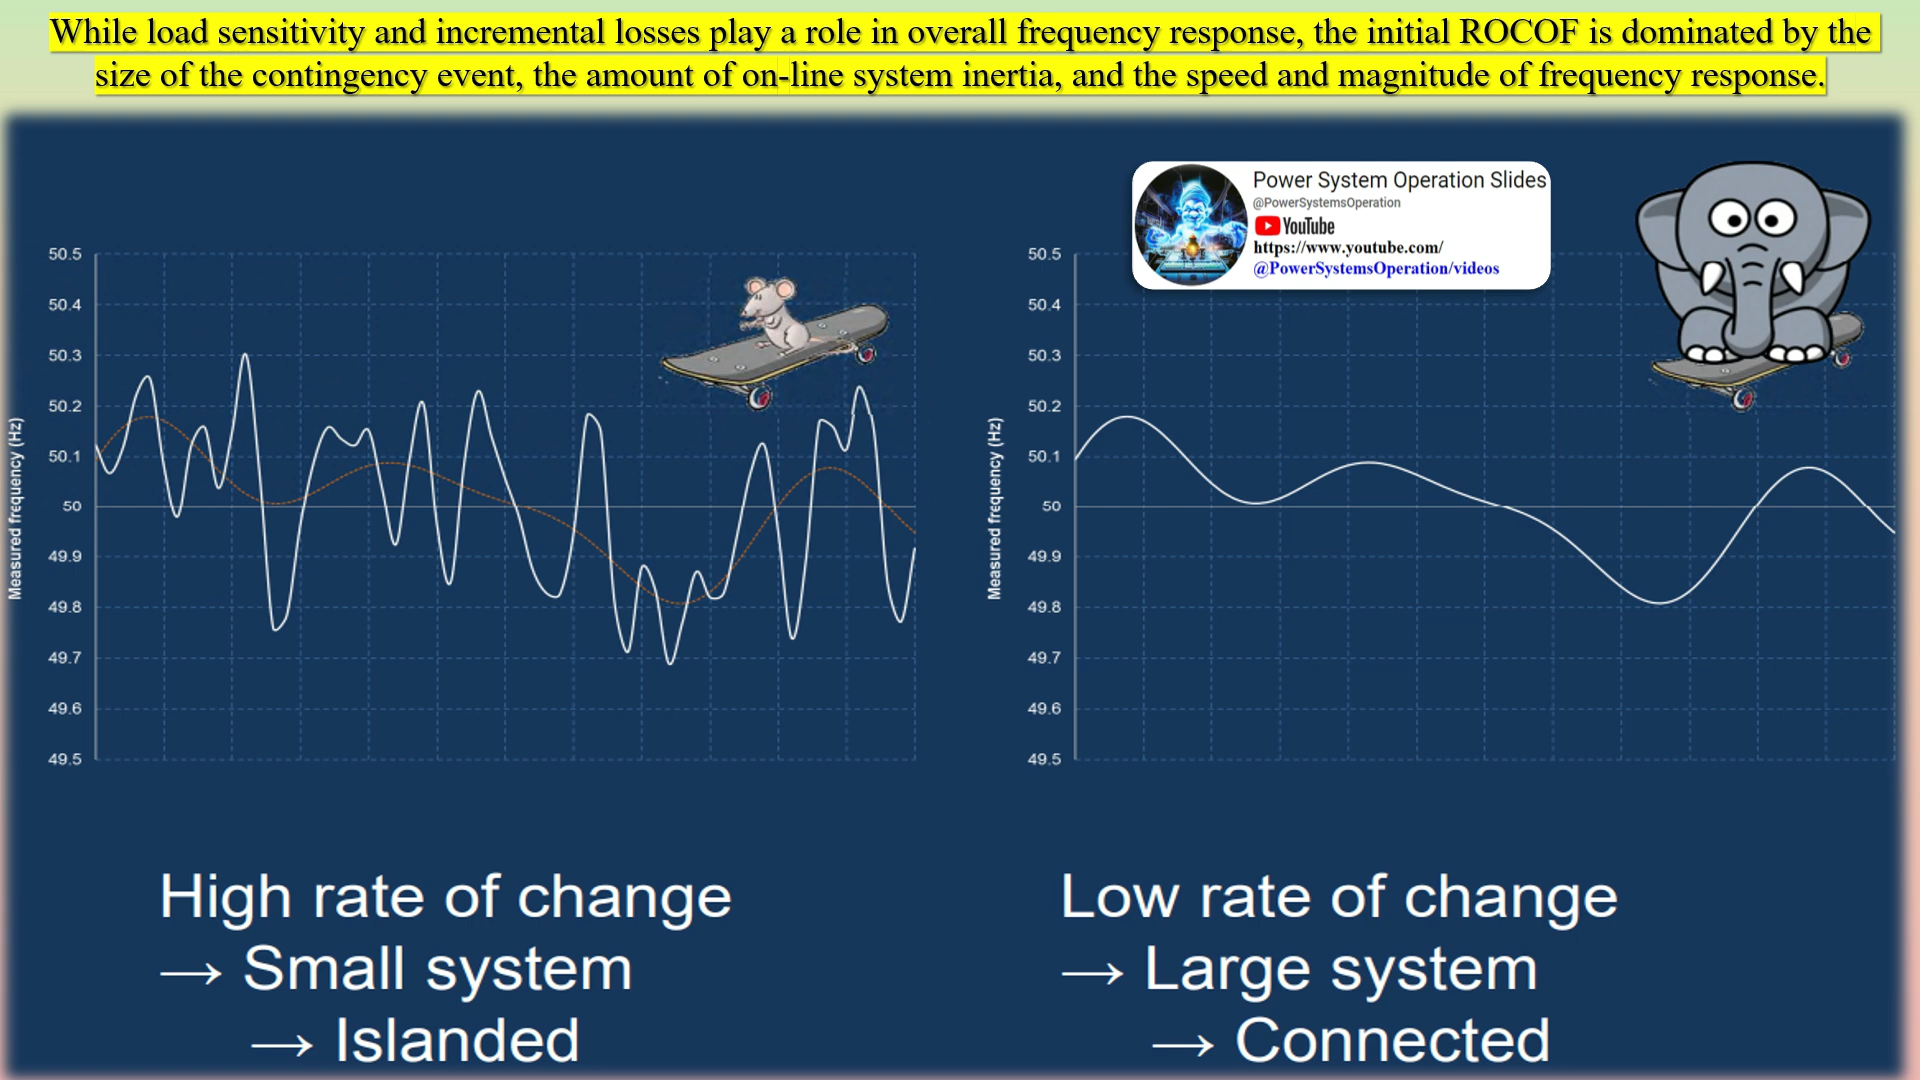 While load sensitivity and incremental losses play a role in overall frequency response, the initial ROCOF is dominated by the
size of the contingency event, the amount of on-line system inertia, and the speed and magnitude of frequency response.
Power System Operation Slides
@PowerSystemsOperation
YouTube
https://www.youtube.com/
@PowerSystemsOperation/videos
Measured frequency (Hz)
50.5
50.4
50.3
50.2
50.1
50
49.9
49.8
49.7
49.6
49.5
Measured frequency (Hz)
50.5
50.4
50.3
50.2
50.1
50
49.9
49.8
49.7
49.6
49.5
High rate of change
→ Small system
→ Islanded
Low rate of change
→ Large system
→ Connected